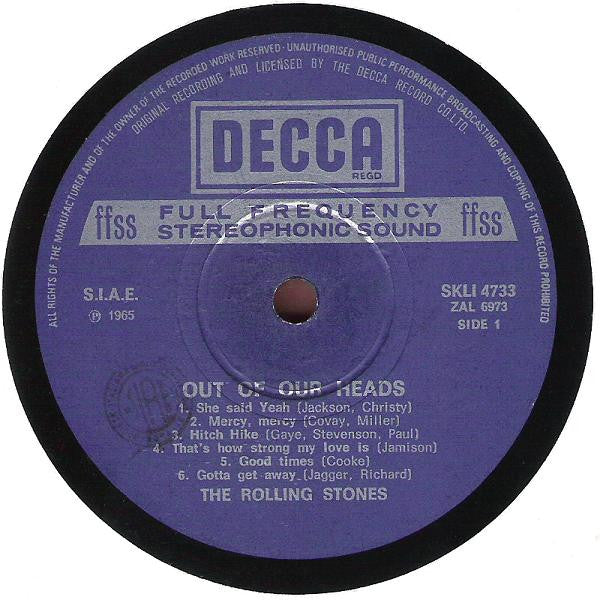 ALL RIGHTS OF THE MANUFACTURER AND OF THE OWNER OF THE RECORDED WORK RESERVED · UNAUTHORISED PUBLIC PERFORMANCE BROADCASTING AND COPYING OF THIS RECORD PROHIBITED
ORIGINAL RECORDING AND LICENSED BY THE DECCA RECORD CO. LTD.
DECCA
REGD
ffss FULL FREQUENCY ffss
STEREOPHONIC SOUND
S.I.A.E. SKLI 4733
℗ 1965 ZAL 6973
SIDE 1
OUT OF OUR HEADS
1. She said Yeah (Jackson, Christy)
2. Mercy, mercy (Covay, Miller)
3. Hitch Hike (Gaye, Stevenson, Paul)
4. That's how strong my love is (Jamison)
5. Good times (Cooke)
6. Gotta get away (Jagger, Richard)
THE ROLLING STONES